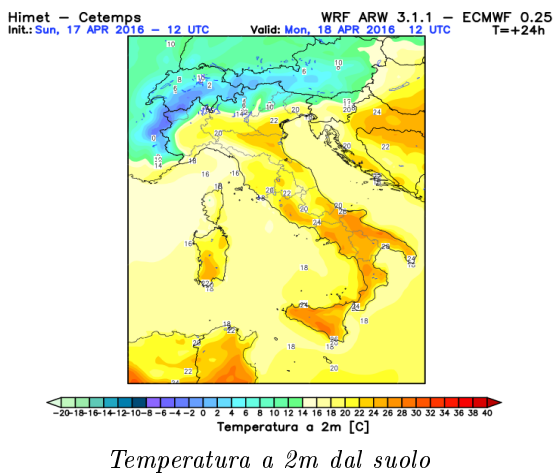 Himet – Cetemps WRF ARW 3.1.1 – ECMWF 0.25
Init.: Sun, 17 APR 2016 – 12 UTC Valid: Mon, 18 APR 2016 12 UTC T=+24h
-20 -18 -16 -14 -12 -10 -8 -6 -4 -2 0 2 4 6 8 10 12 14 16 18 20 22 24 26 28 30 32 34 36 38 40
Temperatura a 2m [C]
Temperatura a 2m dal suolo